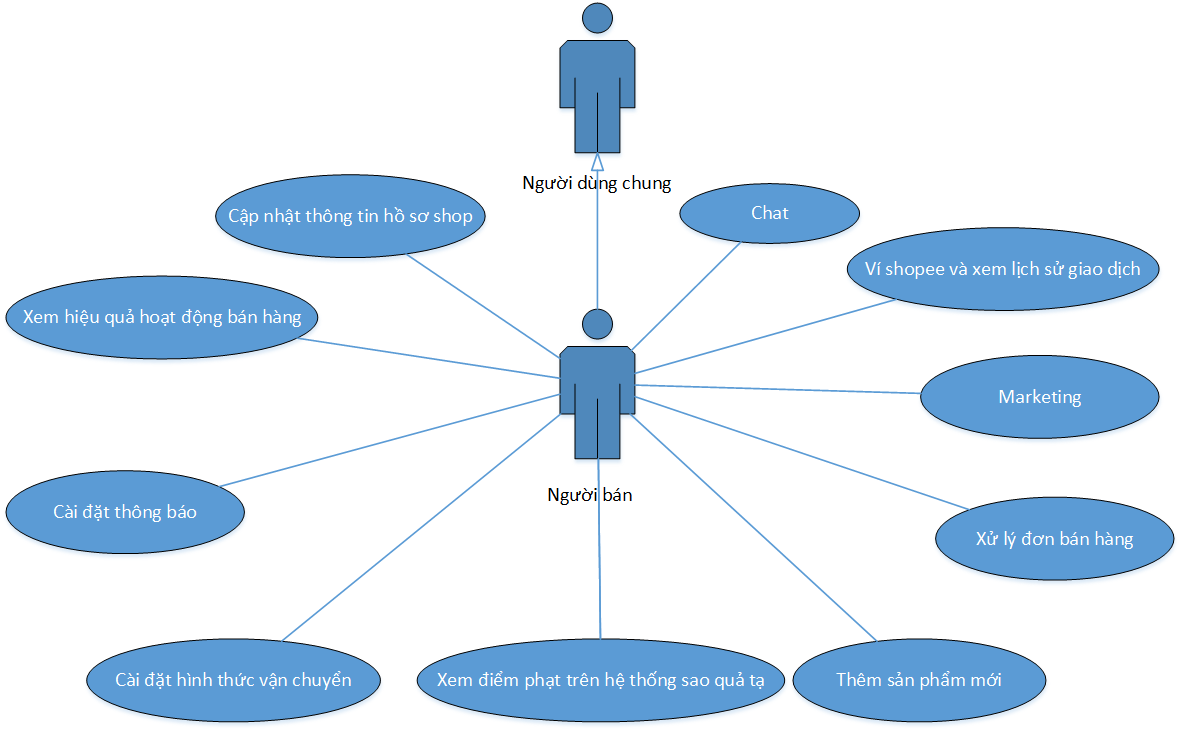 Người dùng chung
Cập nhật thông tin hồ sơ shop
Chat
Ví shopee và xem lịch sử giao dịch
Xem hiệu quả hoạt động bán hàng
Marketing
Người bán
Cài đặt thông báo
Xử lý đơn bán hàng
Cài đặt hình thức vận chuyển
Xem điểm phạt trên hệ thống sao quả tạ
Thêm sản phẩm mới